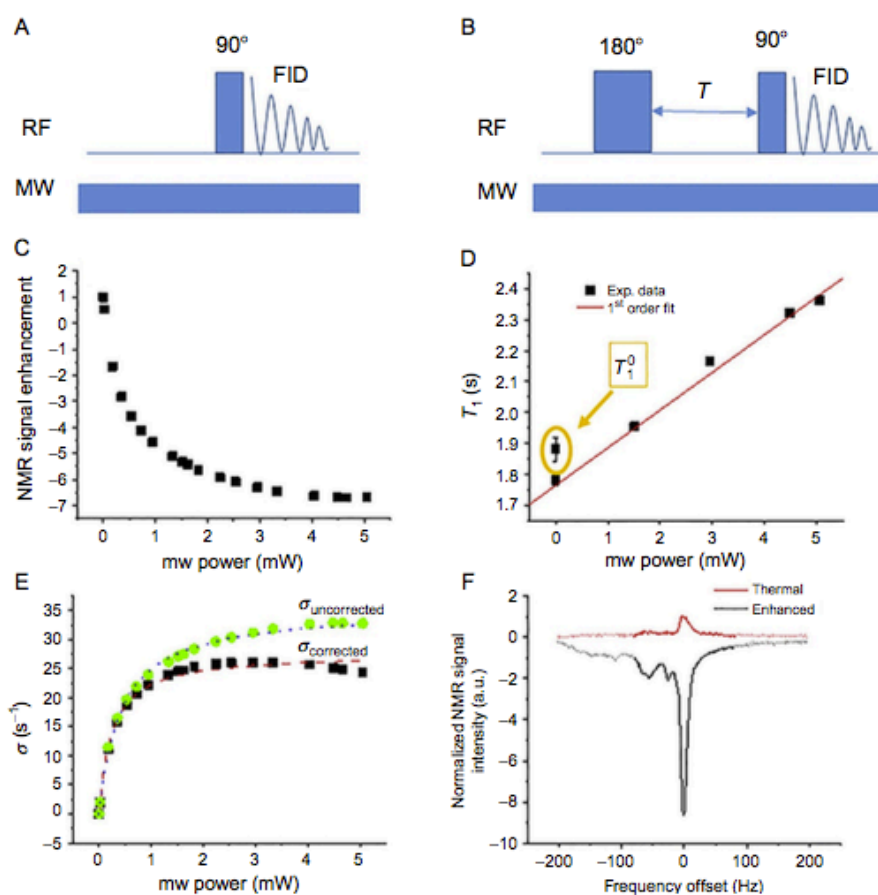 A
90°
FID
RF
MW
B
180°
90°
FID
T
RF
MW
C
NMR signal enhancement
2
1
0
−1
−2
−3
−4
−5
−6
−7
0 1 2 3 4 5
mw power (mW)
D
T₁ (s)
2.4
2.3
2.2
2.1
2.0
1.9
1.8
1.7
Exp. data
1st order fit
T₁⁰
0 1 2 3 4 5
mw power (mW)
E
σ (s⁻¹)
35
30
25
20
15
10
5
0
−5
σuncorrected
σcorrected
0 1 2 3 4 5
mw power (mW)
F
Normalized NMR signal
intensity (a.u.)
2
0
−2
−4
−6
−8
−10
Thermal
Enhanced
−200 −100 0 100 200
Frequency offset (Hz)